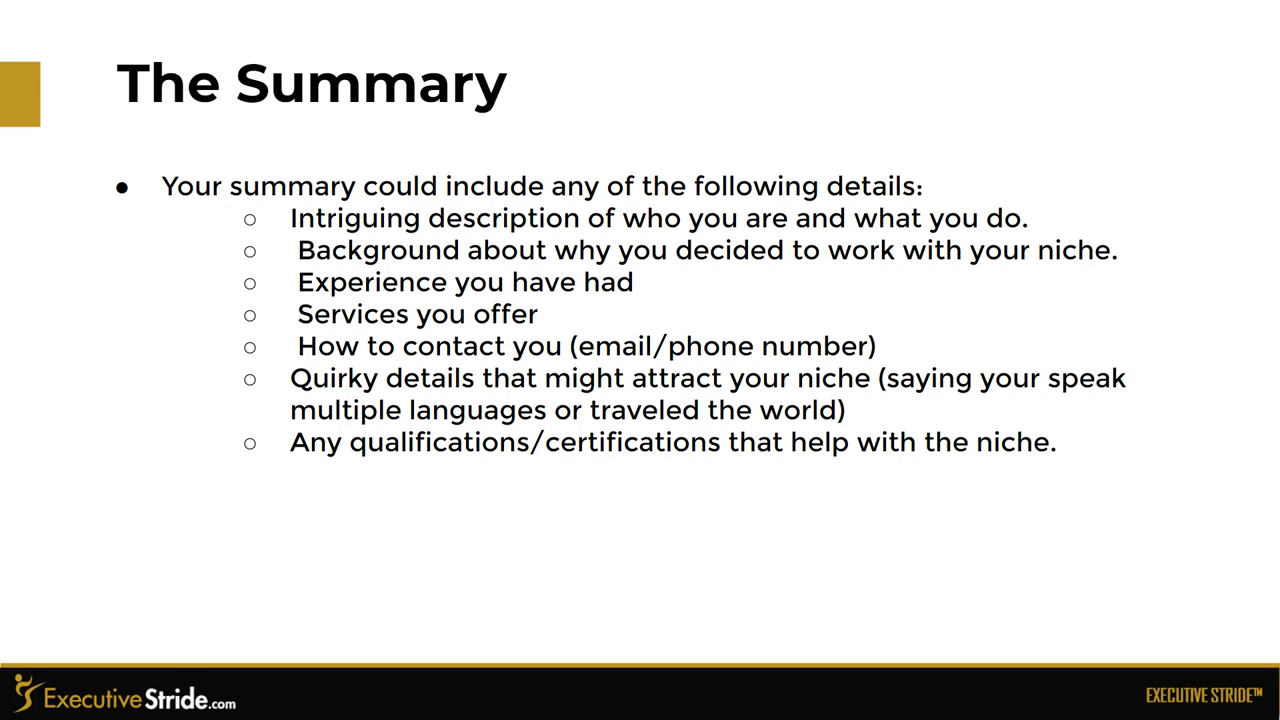 The Summary
● Your summary could include any of the following details:
○ Intriguing description of who you are and what you do.
○ Background about why you decided to work with your niche.
○ Experience you have had
○ Services you offer
○ How to contact you (email/phone number)
○ Quirky details that might attract your niche (saying your speak
multiple languages or traveled the world)
○ Any qualifications/certifications that help with the niche.
ExecutiveStride.com
EXECUTIVE STRIDE™